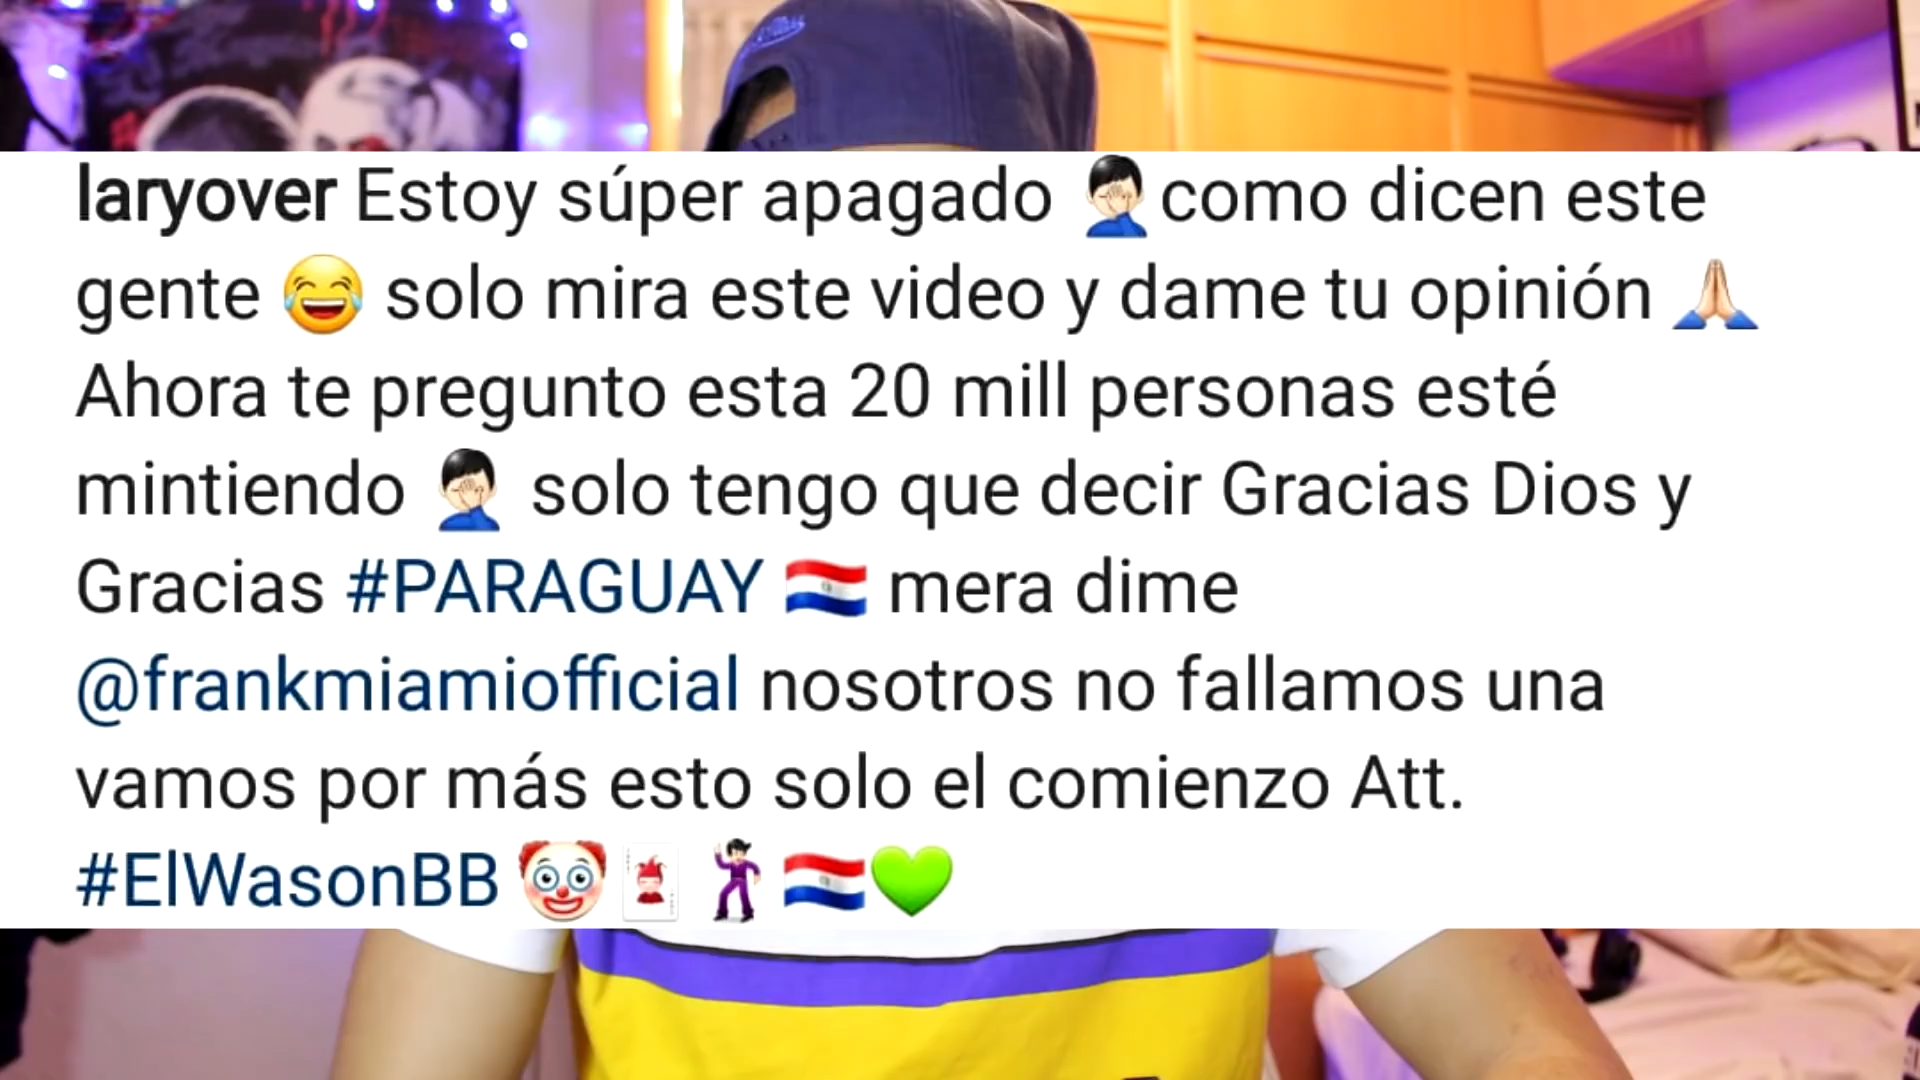 laryover Estoy súper apagado 🤦🏻‍♂️como dicen este
gente 😂 solo mira este video y dame tu opinión 🙏🏻
Ahora te pregunto esta 20 mill personas esté
mintiendo 🤦🏻‍♂️ solo tengo que decir Gracias Dios y
Gracias #PARAGUAY 🇵🇾 mera dime
@frankmiamiofficial nosotros no fallamos una
vamos por más esto solo el comienzo Att.
#ElWasonBB 🤡🃏🕺🏻🇵🇾💚